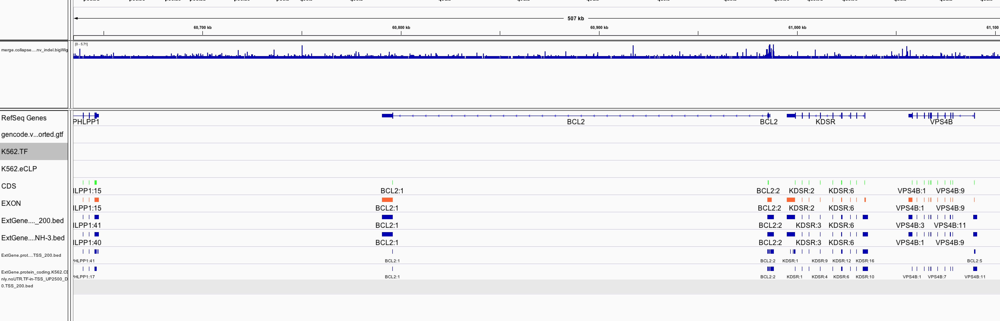 507 kb
60,700 kb 60,800 kb 60,900 kb 61,000 kb 61,100
merge.collapse....nv_indel.bigWig [0 - 5.71]
RefSeq Genes
PHLPP1 BCL2 BCL2 KDSR VPS4B
gencode.v...orted.gtf
K562.TF
K562.eCLP
CDS
ILPP1:15 BCL2:1 BCL2:2 KDSR:2 KDSR:6 VPS4B:1 VPS4B:9
EXON
ILPP1:15 BCL2:1 BCL2:2 KDSR:2 KDSR:6 VPS4B:1 VPS4B:9
ExtGene...._200.bed
ILPP1:41 BCL2:1 BCL2:2 KDSR:3 KDSR:6 VPS4B:3 VPS4B:11
ExtGene....NH-3.bed
ILPP1:40 BCL2:1 BCL2:2 KDSR:3 KDSR:6 VPS4B:1 VPS4B:9
ExtGene.prot....TSS_200.bed
PHLPP1:41 BCL2:1 BCL2:2 KDSR:1 KDSR:9 KDSR:12 KDSR:16 BCL2:5
ExtGene.protein_coding.K562.CD
nly.noUTR.TF-in-TSS_UP2500_D
PHLPP1:17 BCL2:1 BCL2:2 KDSR:1 KDSR:4 KDSR:6 KDSR:10 VPS4B:1 VPS4B:7 VPS4B:11
0.TSS_200.bed